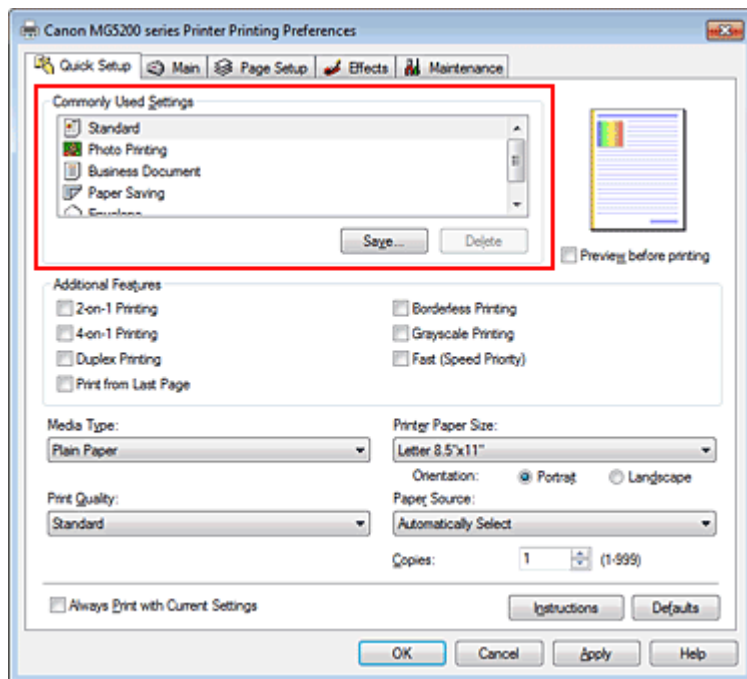 Canon MG5200 series Printer Printing Preferences
Quick Setup Main Page Setup Effects Maintenance
Commonly Used Settings
Standard
Photo Printing
Business Document
Paper Saving
Envelope
Save... Delete
Preview before printing
Additional Features
2-on-1 Printing Borderless Printing
4-on-1 Printing Grayscale Printing
Duplex Printing Fast (Speed Priority)
Print from Last Page
Media Type: Printer Paper Size:
Plain Paper Letter 8.5"x11"
Orientation: Portrait Landscape
Print Quality: Paper Source:
Standard Automatically Select
Copies: 1 (1-999)
Always Print with Current Settings Instructions Defaults
OK Cancel Apply Help